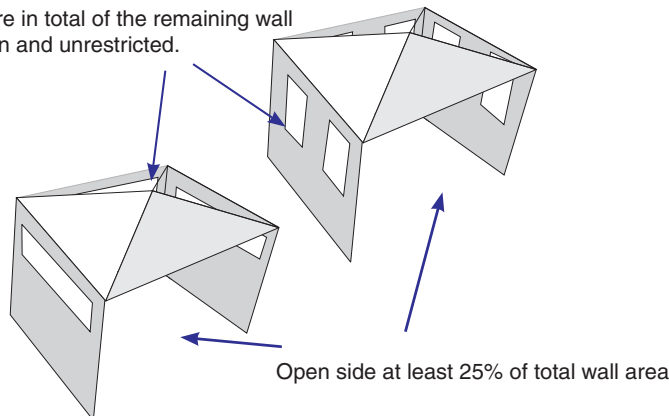 re in total of the remaining wall
n and unrestricted.
Open side at least 25% of total wall area